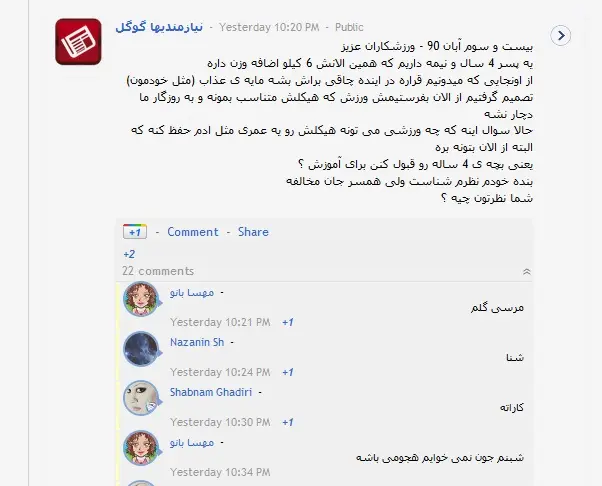 نیازمندیها گوگل - Yesterday 10:20 PM - Public
بیست و سوم آبان 90 - ورزشکاران عزیز
یه پسر 4 سال و نیمه داریم که همین الانش 6 کیلو اضافه وزن داره
از اونجایی که میدونیم قراره در اینده چاقی براش بشه مایه ی عذاب (مثل خودمون)
تصمیم گرفتیم از الان بفرستیمش ورزش که هیکلش متناسب بمونه و به روزگار ما
دچار نشه
حالا سوال اینه که چه ورزشی می تونه هیکلش رو یه عمری مثل ادم حفظ کنه که
البته از الان بتونه بره
یعنی بچه ی 4 ساله رو قبول کنن برای آموزش ؟
بنده خودم نظرم شناست ولی همسر جان مخالفه
شما نظرتون چیه ؟
+1 - Comment - Share
+2
22 comments
مهسا بانو -
مرسی گلم
Yesterday 10:21 PM +1
Nazanin Sh -
شنا
Yesterday 10:24 PM +1
Shabnam Ghadiri -
کاراته
Yesterday 10:30 PM +1
مهسا بانو -
شبنم جون نمی خوایم هجومی باشه
Yesterday 10:34 PM